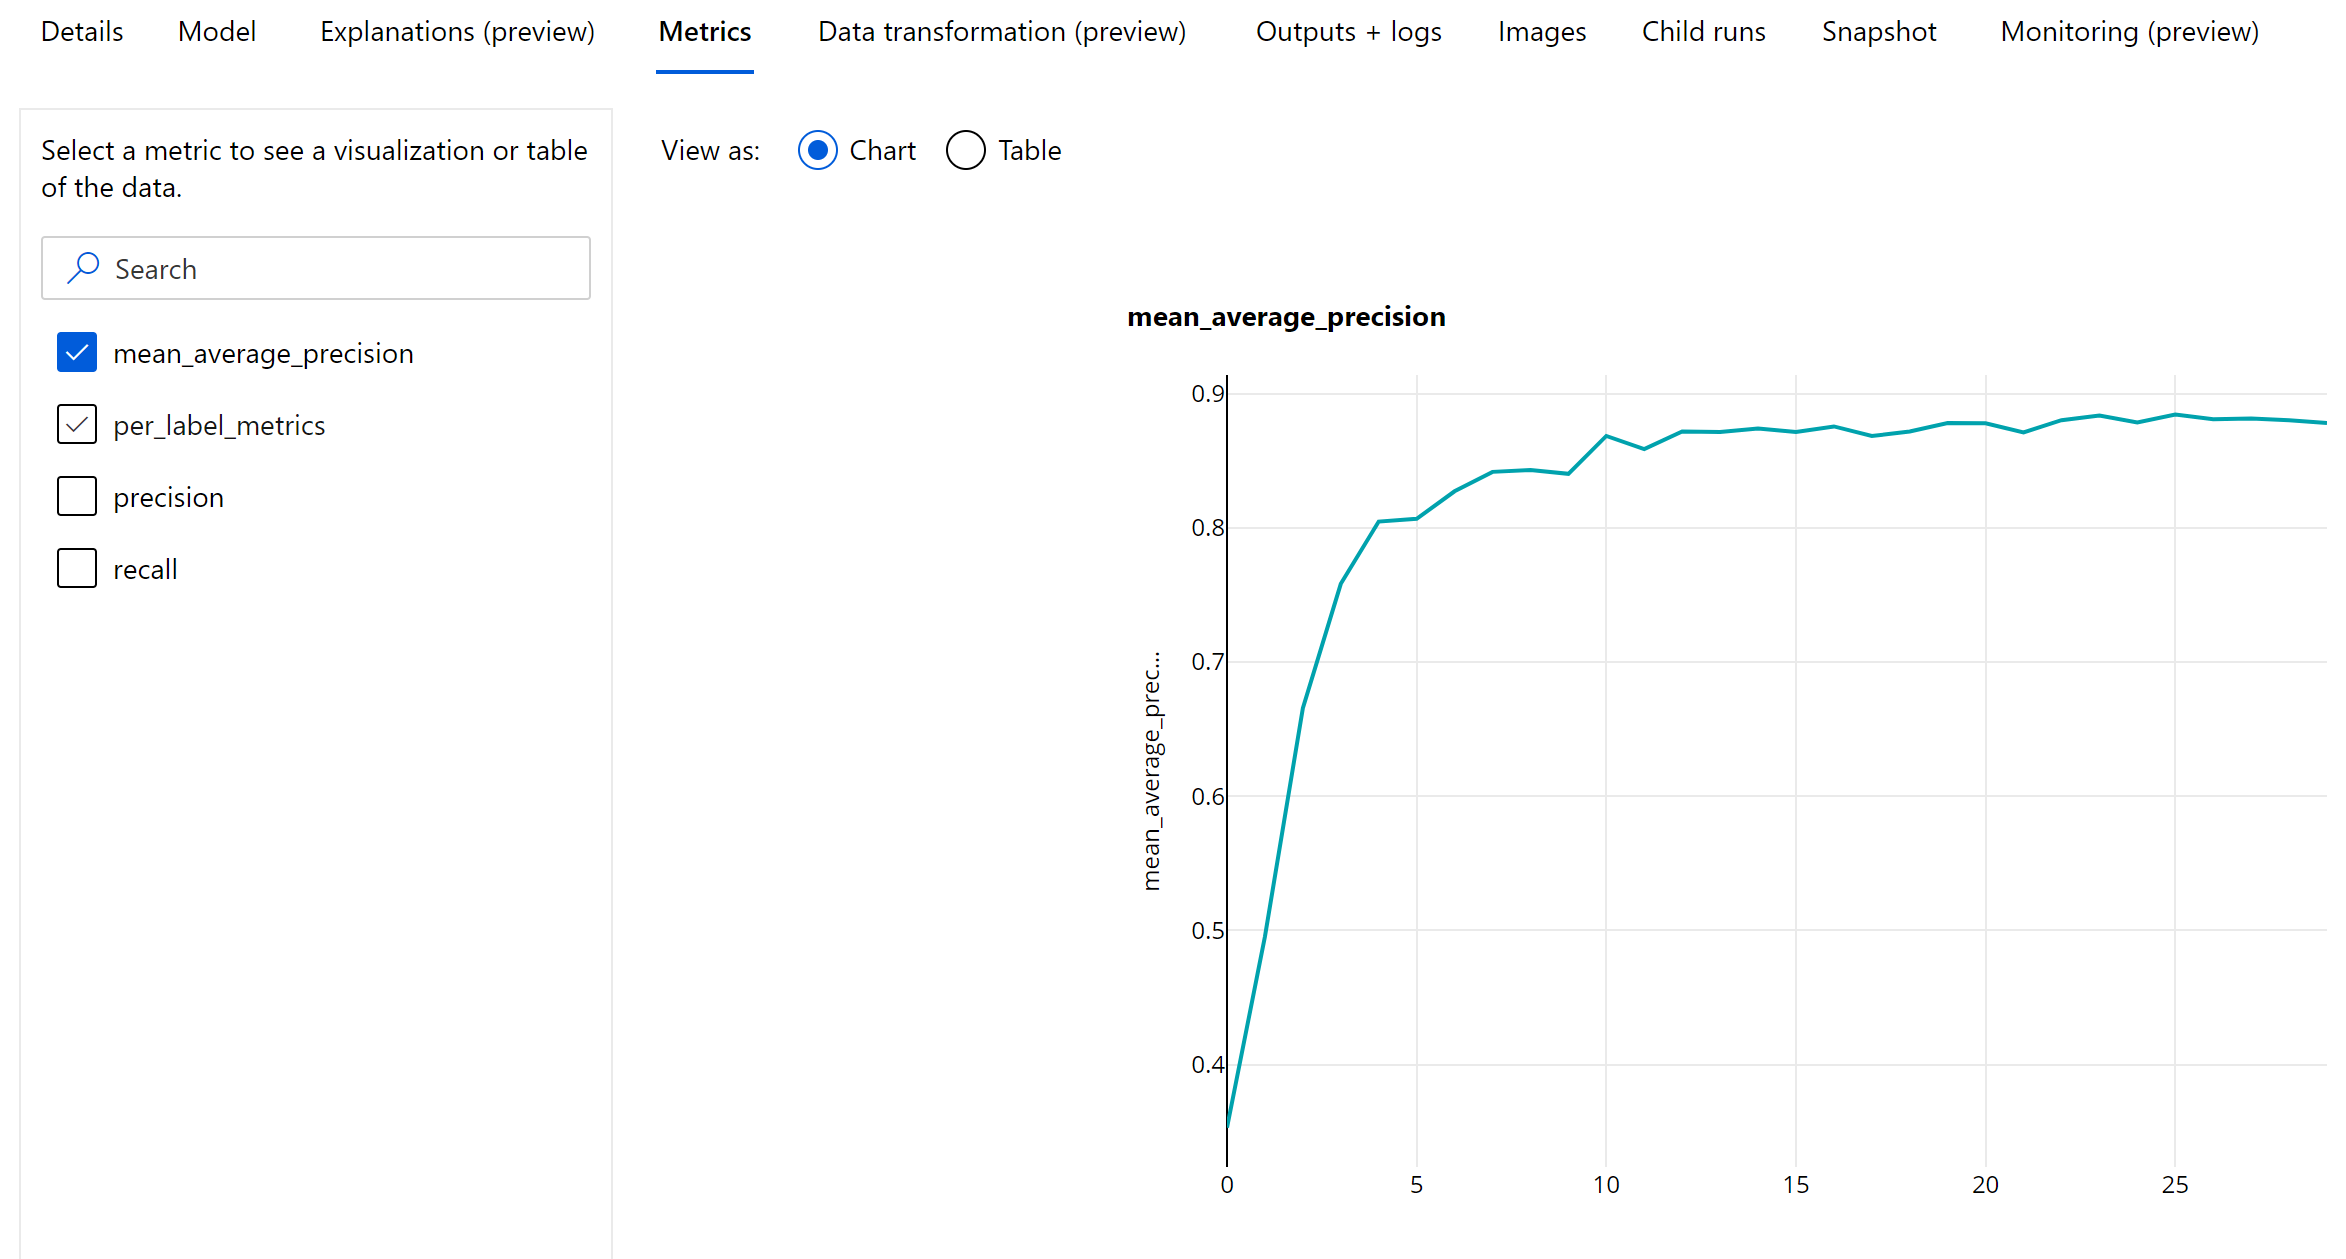 Details Model Explanations (preview) Metrics Data transformation (preview) Outputs + logs Images Child runs Snapshot Monitoring (preview)
Select a metric to see a visualization or table
of the data.
Search
mean_average_precision
per_label_metrics
precision
recall
View as: Chart Table
mean_average_precision
mean_average_prec...
0.9
0.8
0.7
0.6
0.5
0.4
0 5 10 15 20 25